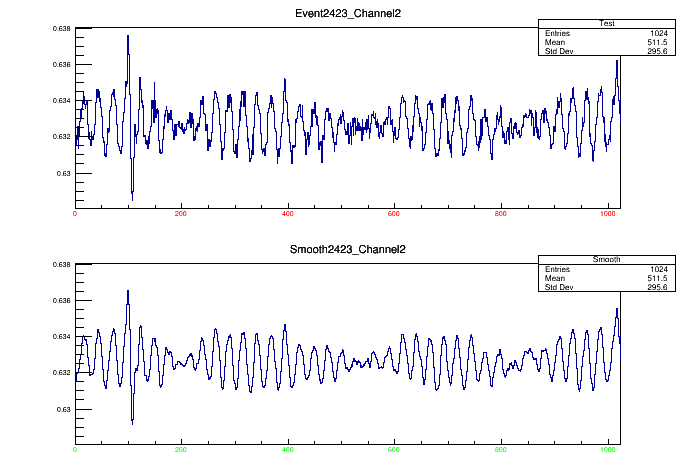 Event2423_Channel2
Test
Entries 1024
Mean 511.5
Std Dev 295.6
0.638
0.636
0.634
0.632
0.63
0 200 400 600 800 1000
Smooth2423_Channel2
Smooth
Entries 1024
Mean 511.5
Std Dev 295.6
0.638
0.636
0.634
0.632
0.63
0 200 400 600 800 1000